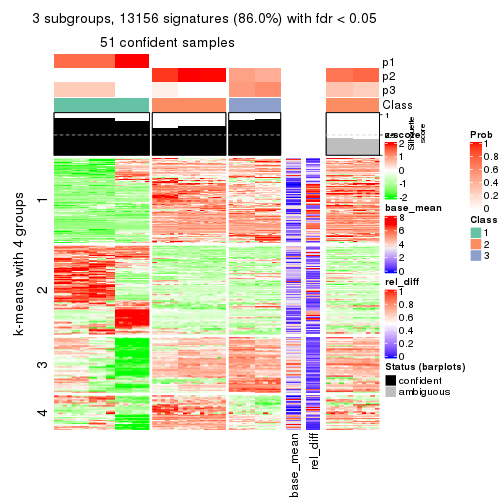 3 subgroups, 13156 signatures (86.0%) with fdr < 0.05
51 confident samples
p1
p2
p3
Class
1
Silhouette
score
k-means with 4 groups
1
2
3
4
base_mean
rel_diff
z-score
2
1
0
-1
-2
base_mean
8
6
4
2
0
rel_diff
1
0.8
0.6
0.4
0.2
0
Status (barplots)
confident
ambiguous
Prob
1
0.8
0.6
0.4
0.2
0
Class
1
2
3